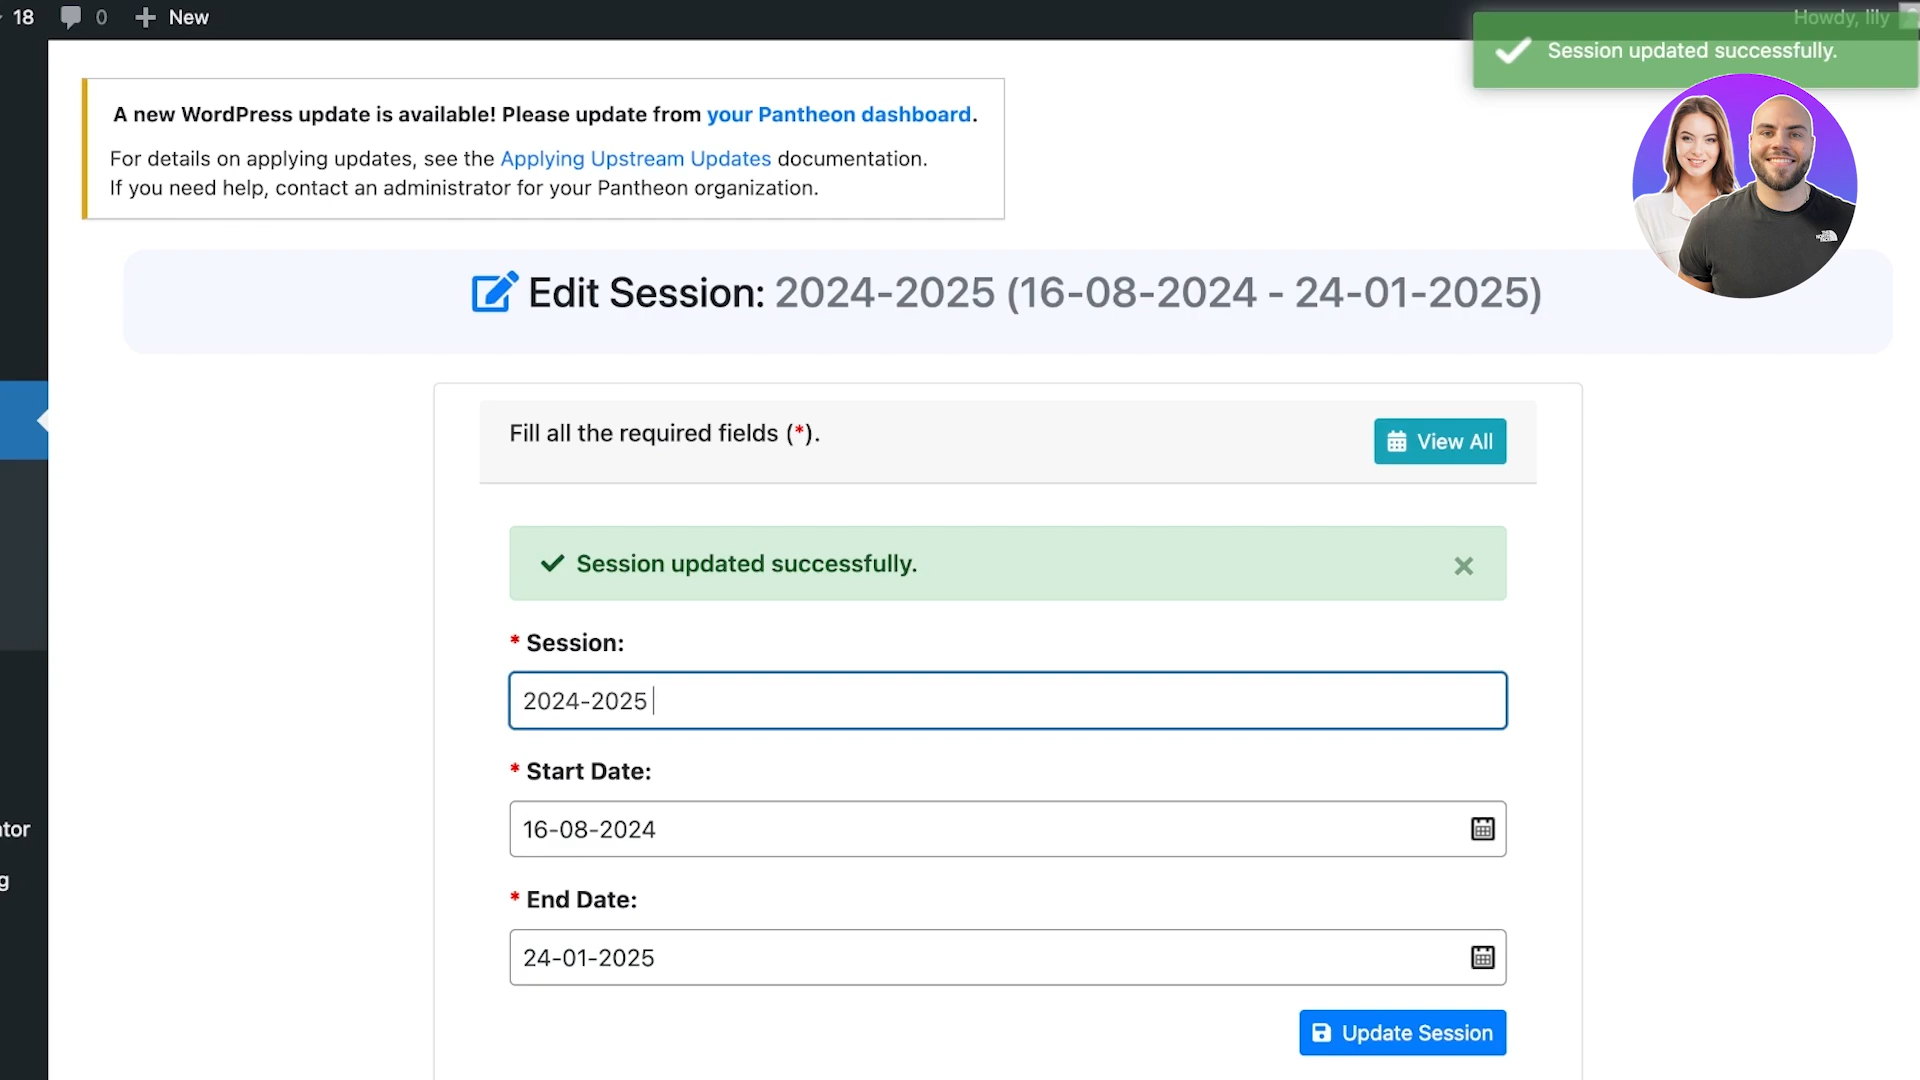 18 0 New
Howdy, lily
Session updated successfully.
A new WordPress update is available! Please update from your Pantheon dashboard.
For details on applying updates, see the Applying Upstream Updates documentation.
If you need help, contact an administrator for your Pantheon organization.
Edit Session: 2024-2025 (16-08-2024 - 24-01-2025)
Fill all the required fields (*).
View All
Session updated successfully.
* Session:
2024-2025
* Start Date:
16-08-2024
* End Date:
24-01-2025
Update Session
ator
g
THE NORTH FACE